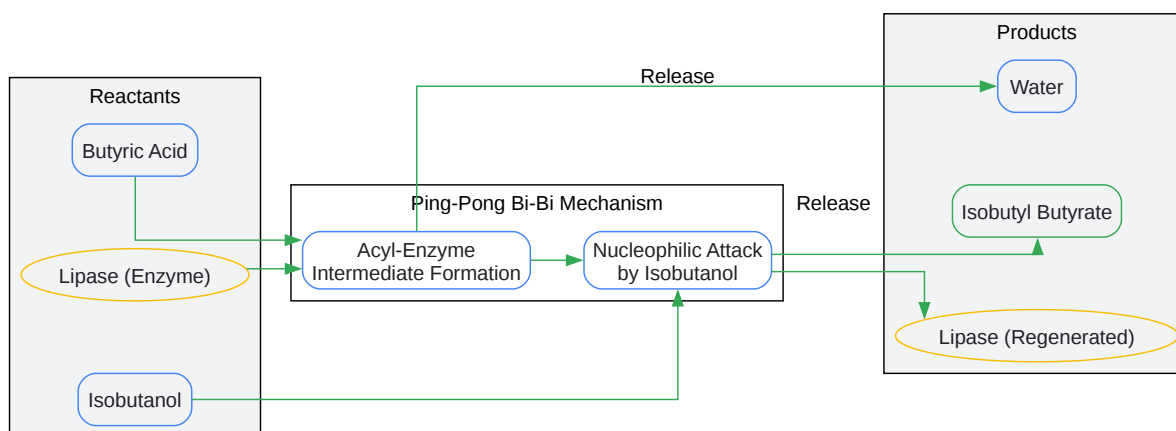 Products
Release
Water
Reactants
Butyric Acid
Ping-Pong Bi-Bi Mechanism
Release
Isobutyl Butyrate
Acyl-Enzyme
Intermediate Formation
Nucleophilic Attack
by Isobutanol
Lipase (Enzyme)
Lipase (Regenerated)
Isobutanol